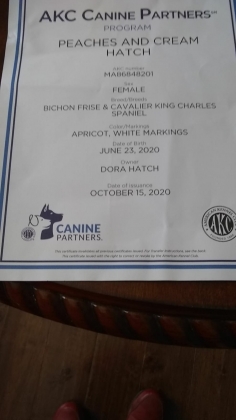 AKC CANINE PARTNERS℠
PROGRAM
PEACHES AND CREAM
HATCH
MA86848201
FEMALE
Breed/Breeds
BICHON FRISE & CAVALIER KING CHARLES
SPANIEL
Color/Markings
APRICOT, WHITE MARKINGS
Date of Birth
JUNE 23, 2020
Owner
DORA HATCH
Date of Issuance
OCTOBER 15, 2020
CANINE
PARTNERS.
AKC